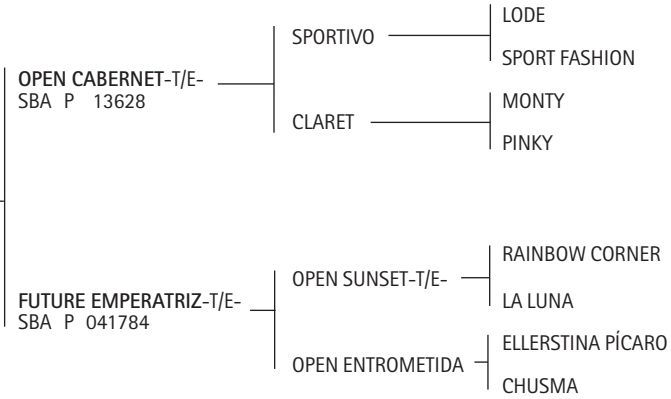 LODE
SPORTIVO
SPORT FASHION
OPEN CABERNET-T/E-
SBA P 13628
MONTY
CLARET
PINKY
RAINBOW CORNER
OPEN SUNSET-T/E-
LA LUNA
FUTURE EMPERATRIZ-T/E-
SBA P 041784
ELLERSTINA PÍCARO
OPEN ENTROMETIDA
CHUSMA